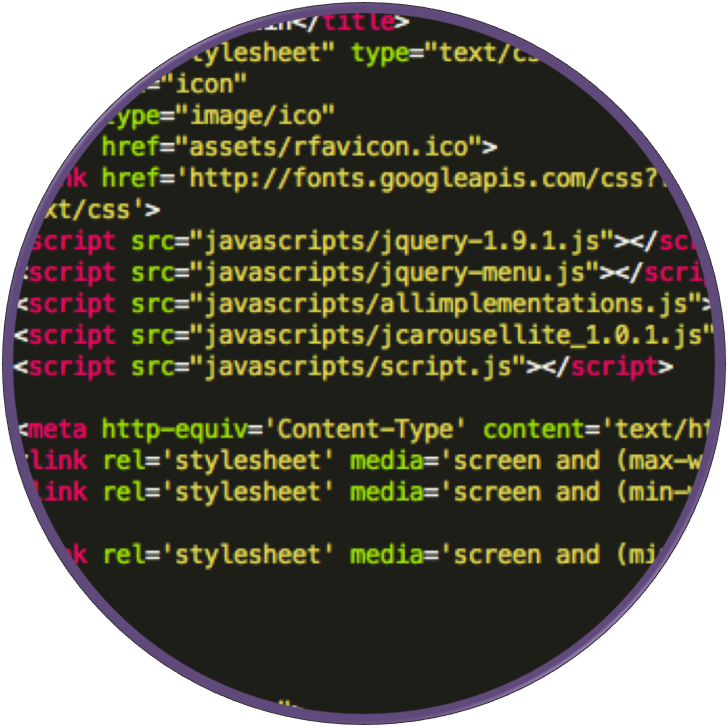 in</title>
tylesheet" type="text/cs
="icon"
type="image/ico"
href="assets/rfavicon.ico">
nk href='http://fonts.googleapis.com/css?
xt/css'>
script src="javascripts/jquery-1.9.1.js"></scr
<script src="javascripts/jquery-menu.js"></scri
<script src="javascripts/allimplementations.js">
<script src="javascripts/jcarousellite_1.0.1.js"
<script src="javascripts/script.js"></script>
<meta http-equiv='Content-Type' content='text/ht
link rel='stylesheet' media='screen and (max-w
link rel='stylesheet' media='screen and (min-w
nk rel='stylesheet' media='screen and (mi